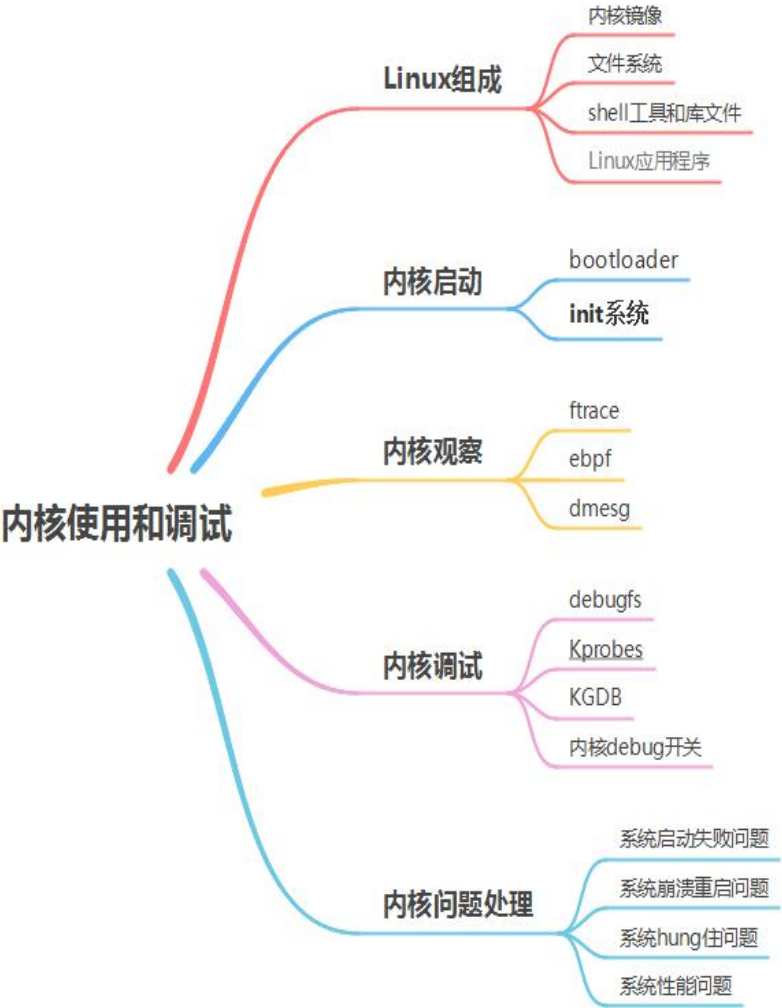 内核使用和调试
Linux组成
内核镜像
文件系统
shell工具和库文件
Linux应用程序
内核启动
bootloader
init系统
内核观察
ftrace
ebpf
dmesg
内核调试
debugfs
Kprobes
KGDB
内核debug开关
内核问题处理
系统启动失败问题
系统崩溃重启问题
系统hung住问题
系统性能问题